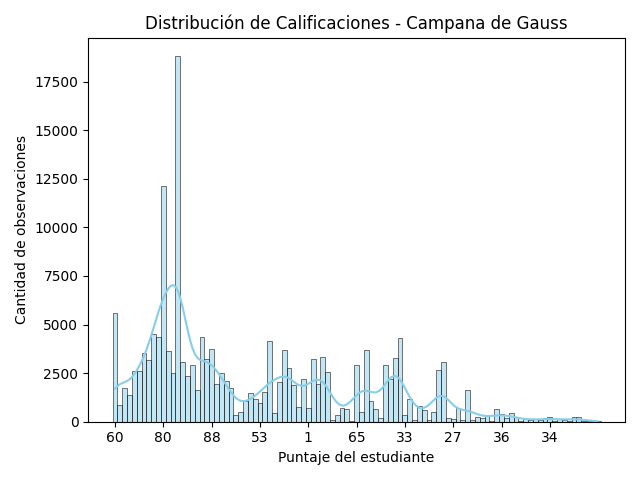 Distribución de Calificaciones - Campana de Gauss
17500
15000
12500
10000
7500
5000
2500
0
Cantidad de observaciones
60 80 88 53 1 65 33 27 36 34
Puntaje del estudiante